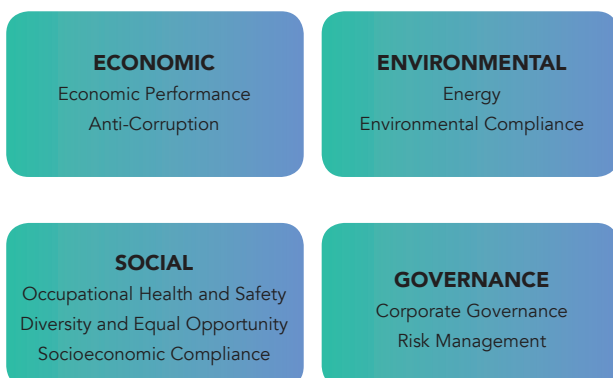 ECONOMIC
Economic Performance
Anti-Corruption
ENVIRONMENTAL
Energy
Environmental Compliance
SOCIAL
Occupational Health and Safety
Diversity and Equal Opportunity
Socioeconomic Compliance
GOVERNANCE
Corporate Governance
Risk Management